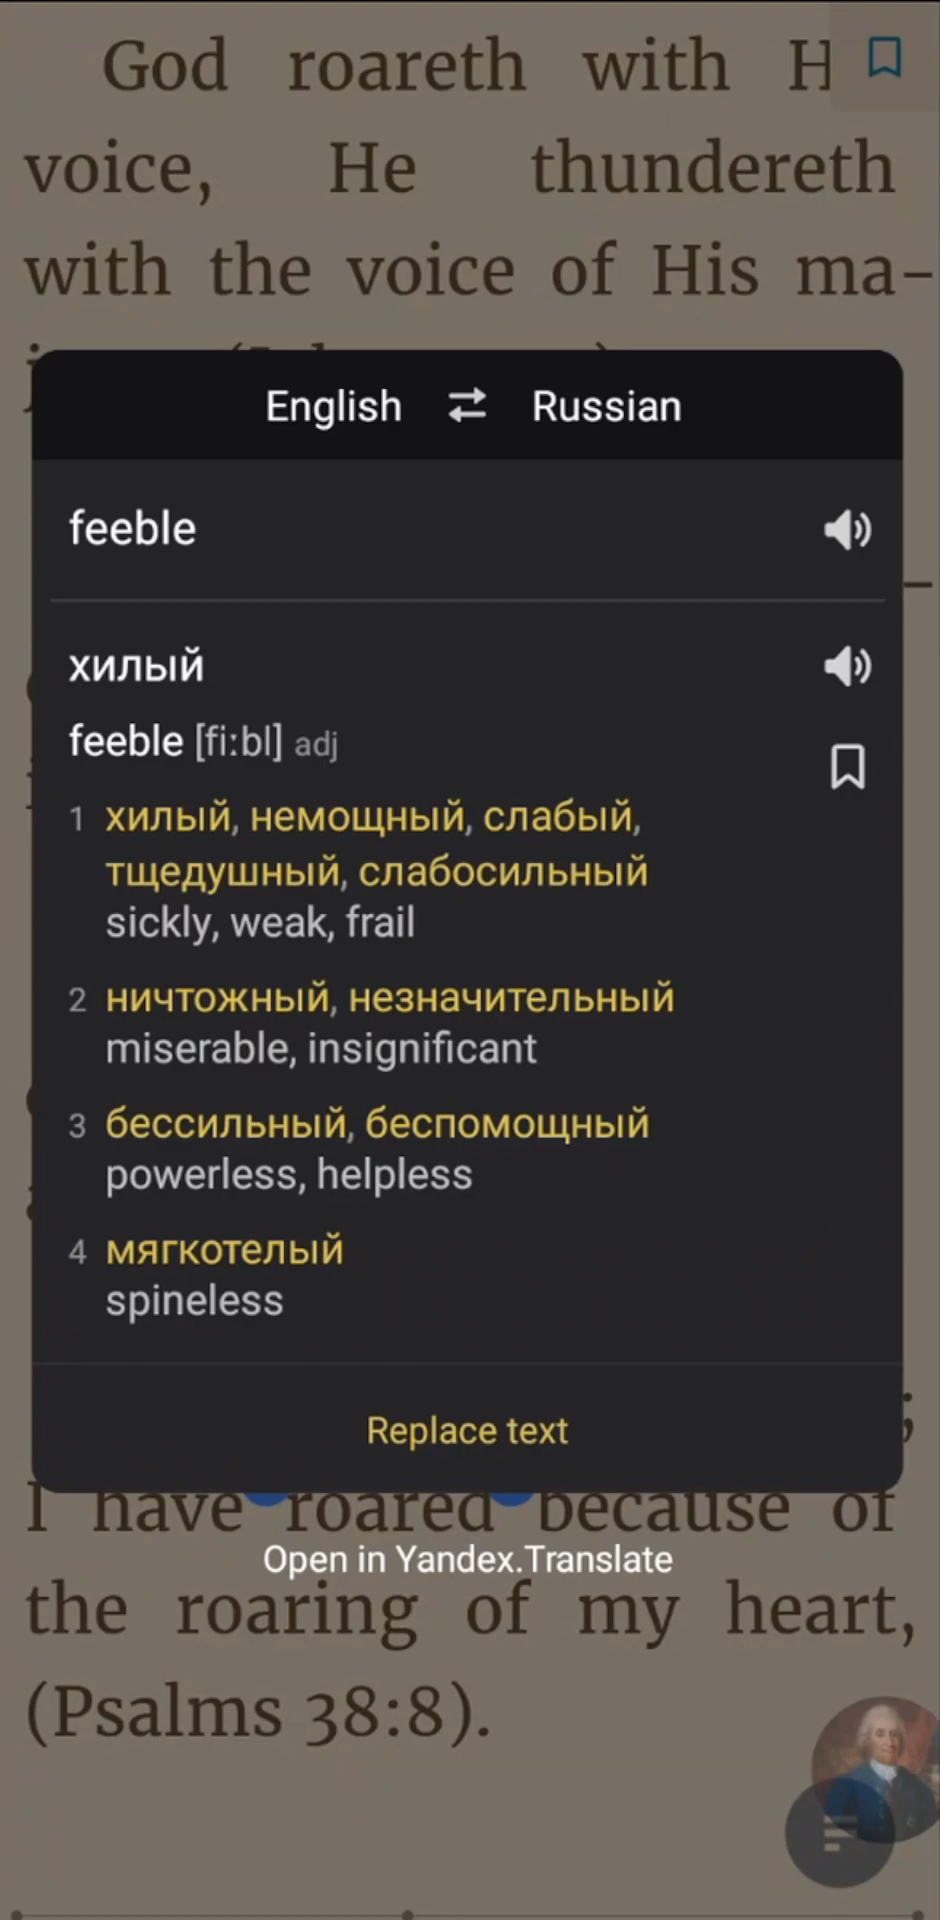 God roareth with H
voice, He thundereth
with the voice of His ma-
English Russian
feeble
хилый
feeble [fi:bl] adj
1 хилый, немощный, слабый,
тщедушный, слабосильный
sickly, weak, frail
2 ничтожный, незначительный
miserable, insignificant
3 бессильный, беспомощный
powerless, helpless
4 мягкотелый
spineless
Replace text
I have roared because of
Open in Yandex.Translate
the roaring of my heart,
(Psalms 38:8).